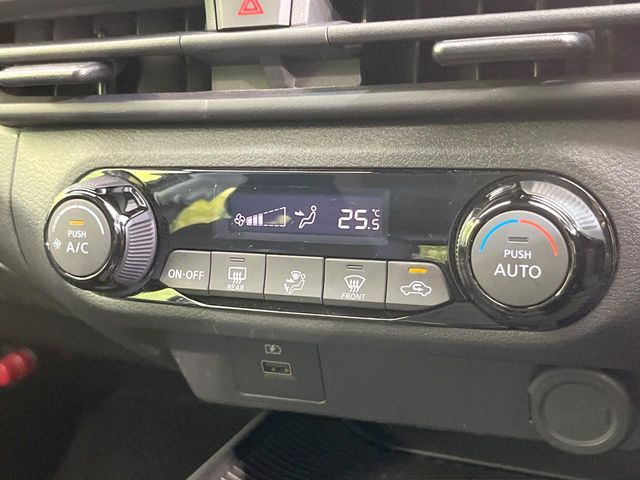 PUSH
A/C
25.5°C
ON·OFF
REAR
FRONT
PUSH
AUTO